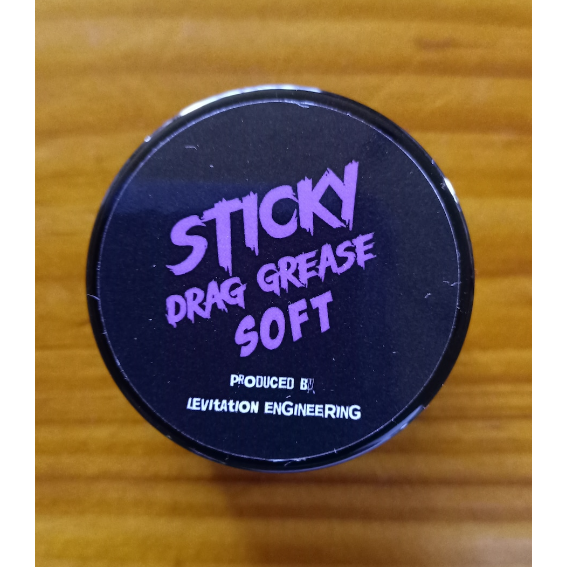 STICKY
DRAG GREASE
SOFT
PRODUCED BY
LEVITATION ENGINEERING